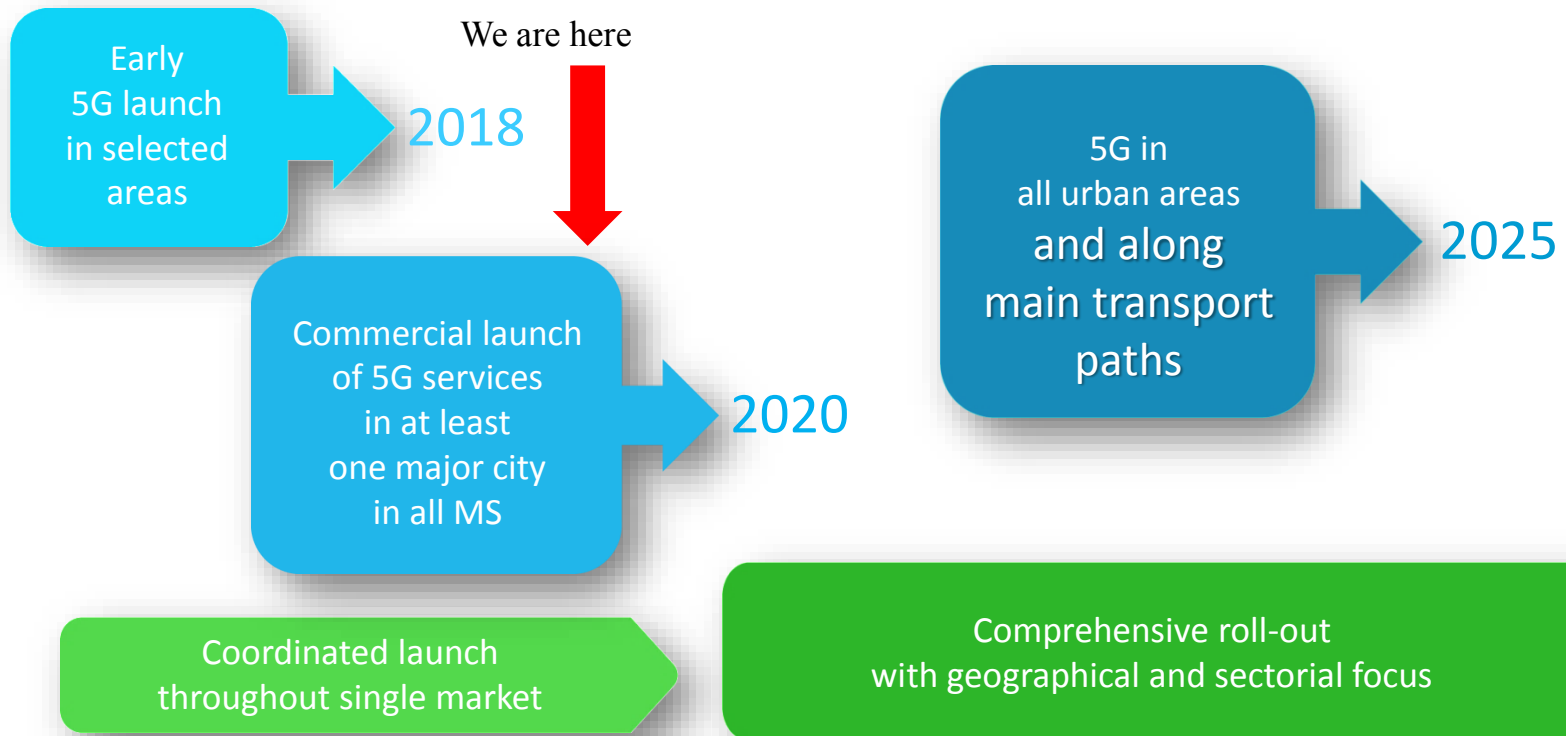 Early
5G launch
in selected
areas
2018
We are here
Commercial launch
of 5G services
in at least
one major city
in all MS
2020
5G in
all urban areas
and along
main transport
paths
2025
Coordinated launch
throughout single market
Comprehensive roll-out
with geographical and sectorial focus